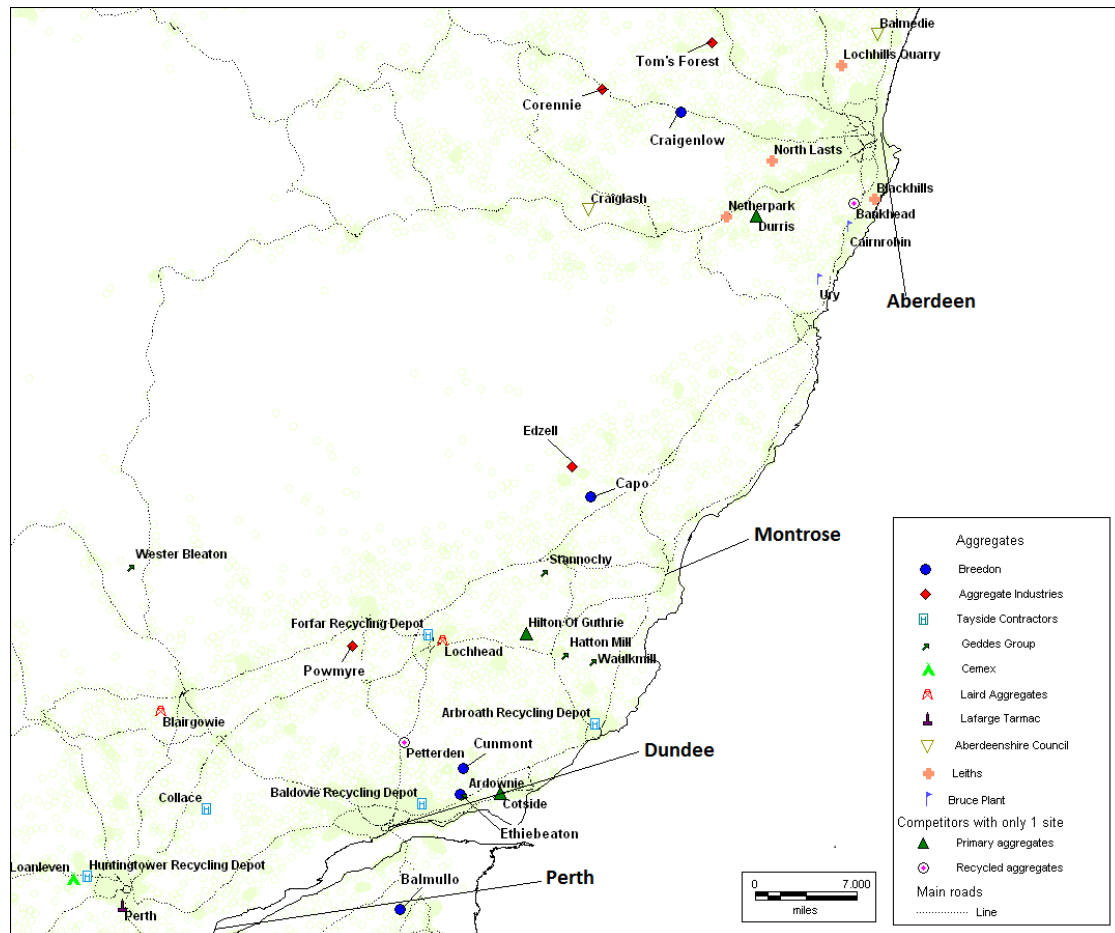 Balmedie
Lochhills Quarry
Tom's Forest
Corennie
Craigenlow
North Lasts
Craiglash
Blackhills
Netherpark
Bankhead
Durris
Cairnrobin
Ury
Aberdeen
Edzell
Capo
Montrose
Wester Bleaton
Stannochy
Forfar Recycling Depot
Hilton Of Guthrie
Hatton Mill
Lochhead
Waulkmill
Powmyre
Arbroath Recycling Depot
Blairgowie
Petterden
Cunmont
Dundee
Ardownie
Baldovie Recycling Depot
Collace
Cotside
Ethiebeaton
Loanleven
Huntingtower Recycling Depot
Balmullo
Perth
Perth
0 7.000
miles
Aggregates
Breedon
Aggregate Industries
Tayside Contractors
Geddes Group
Cemex
Laird Aggregates
Lafarge Tarmac
Aberdeenshire Council
Leiths
Bruce Plant
Competitors with only 1 site
Primary aggregates
Recycled aggregates
Main roads
Line